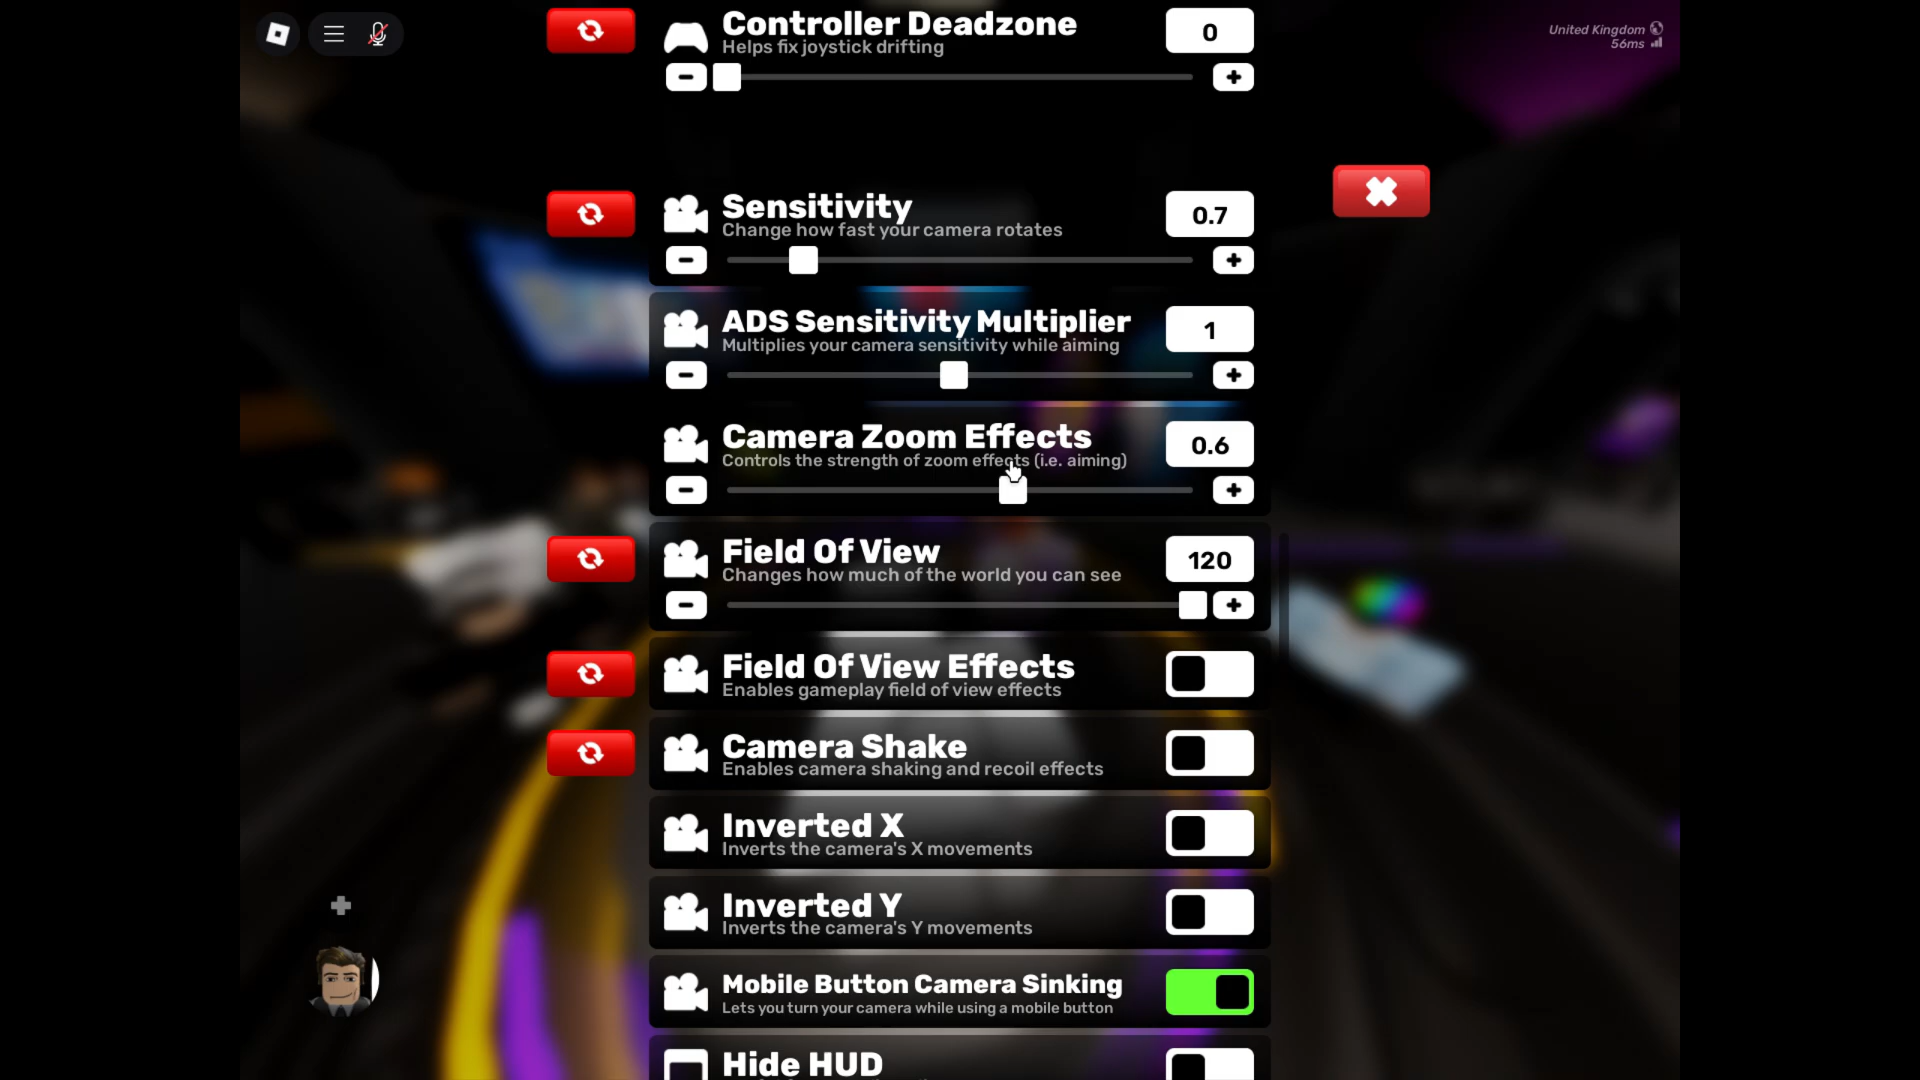 Controller Deadzone
Helps fix joystick drifting
0
United Kingdom
56ms
Sensitivity
Change how fast your camera rotates
0.7
ADS Sensitivity Multiplier
Multiplies your camera sensitivity while aiming
1
Camera Zoom Effects
Controls the strength of zoom effects (i.e. aiming)
0.6
Field Of View
Changes how much of the world you can see
120
Field Of View Effects
Enables gameplay field of view effects
Camera Shake
Enables camera shaking and recoil effects
Inverted X
Inverts the camera's X movements
Inverted Y
Inverts the camera's Y movements
Mobile Button Camera Sinking
Lets you turn your camera while using a mobile button
Hide HUD